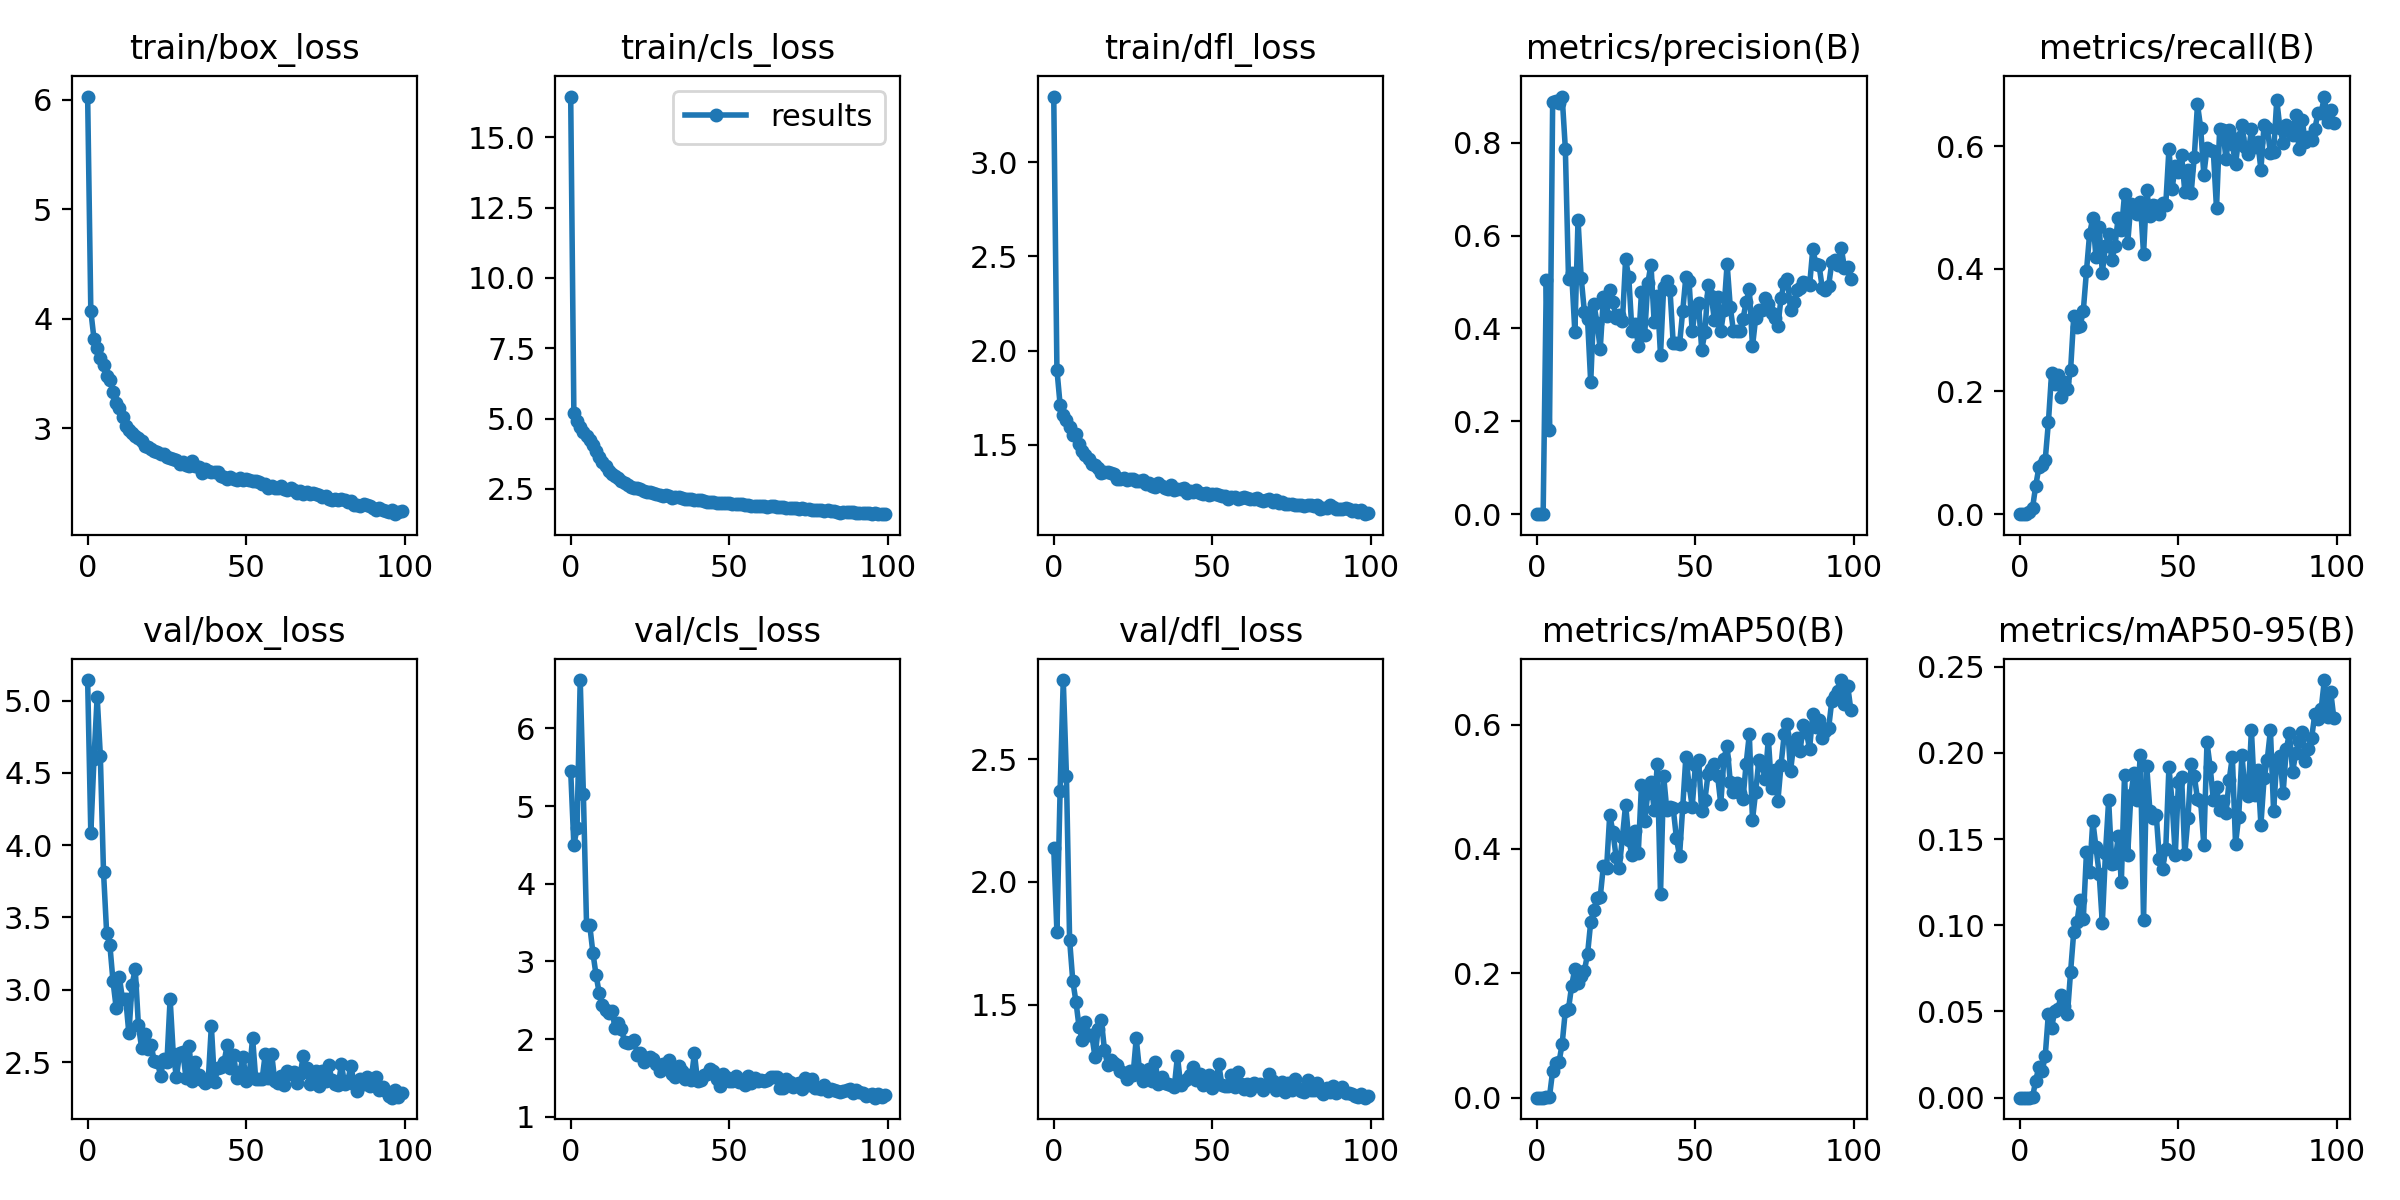 train/box_loss
6
5
4
3
0 50 100
train/cls_loss
results
15.0
12.5
10.0
7.5
5.0
2.5
0 50 100
train/dfl_loss
3.0
2.5
2.0
1.5
0 50 100
metrics/precision(B)
0.8
0.6
0.4
0.2
0.0
0 50 100
metrics/recall(B)
0.6
0.4
0.2
0.0
0 50 100
val/box_loss
5.0
4.5
4.0
3.5
3.0
2.5
0 50 100
val/cls_loss
6
5
4
3
2
1
0 50 100
val/dfl_loss
2.5
2.0
1.5
0 50 100
metrics/mAP50(B)
0.6
0.4
0.2
0.0
0 50 100
metrics/mAP50-95(B)
0.25
0.20
0.15
0.10
0.05
0.00
0 50 100